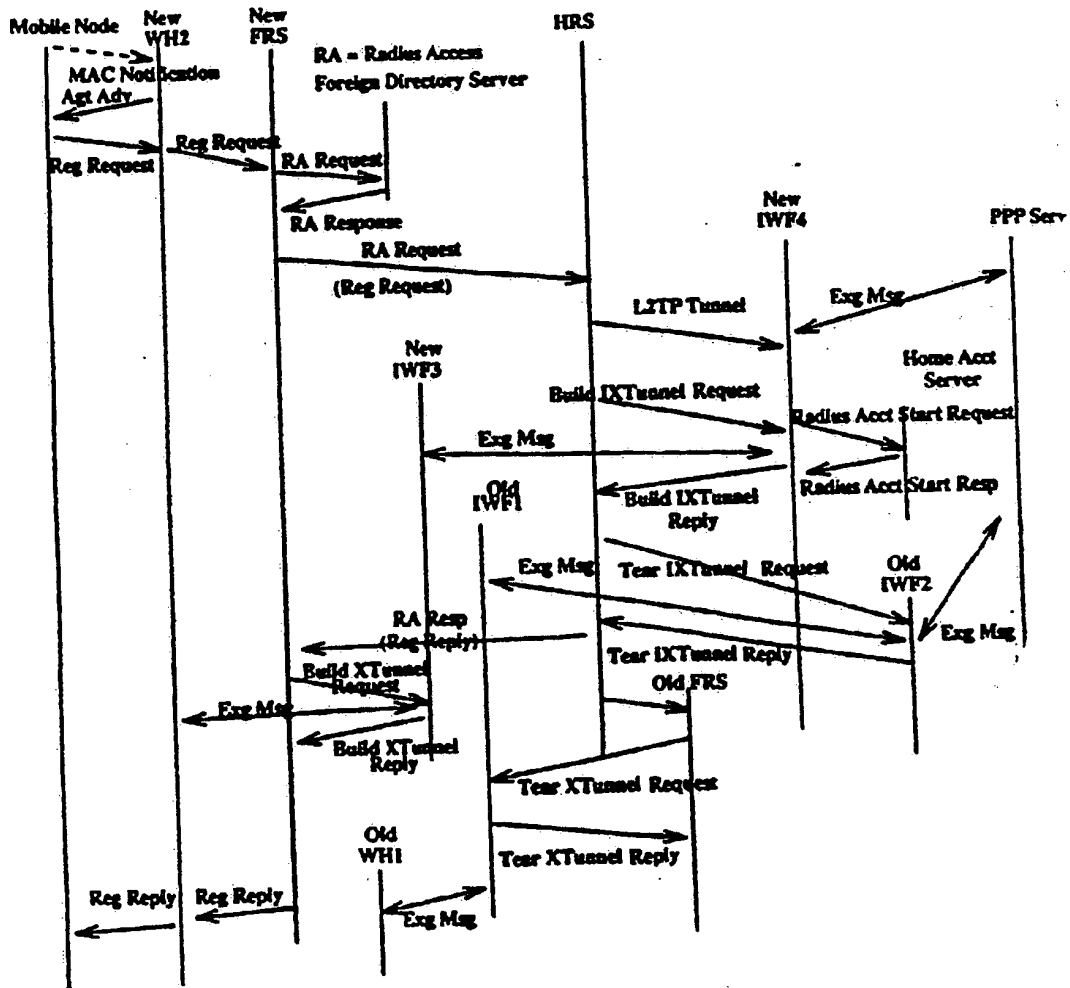 Mobile Node
New
WH2
New
FRS
HRS
RA = Radius Access
Foreign Directory Server
MAC Notification
Agt Adv
Reg Request
Reg Request
RA Request
RA Response
New
IWF4
PPP Serv
RA Request
(Reg Request)
Exg Msg
L2TP Tunnel
New
IWF3
Home Acct
Server
Build IXTunnel Request
Radius Acct Start Request
Exg Msg
Radius Acct Start Resp
Old
IWF1
Build IXTunnel
Reply
Exg Msg
Tear IXTunnel Request
Old
IWF2
RA Resp
(Reg Reply)
Exg Msg
Tear IXTunnel Reply
Build XTunnel
Request
Old FRS
Exg Msg
Build XTunnel
Reply
Tear XTunnel Request
Old
WH1
Tear XTunnel Reply
Reg Reply
Reg Reply
Exg Msg